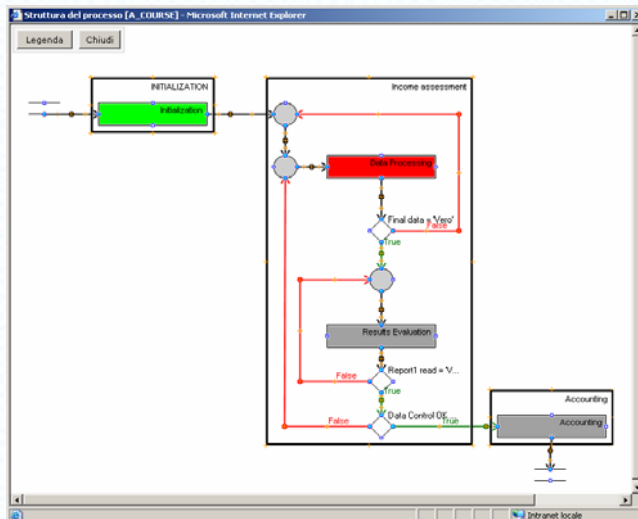 Struttura del processo [A_COURSE] - Microsoft Internet Explorer
Legenda
Chiudi
INITIALIZATION
Initialization
Income assessment
Data Processing
Final data = 'Vero'
False
True
Results Evaluation
Report1 read = 'V...
False
True
Data Control OK...
False
True
Accounting
Accounting
Intranet locale